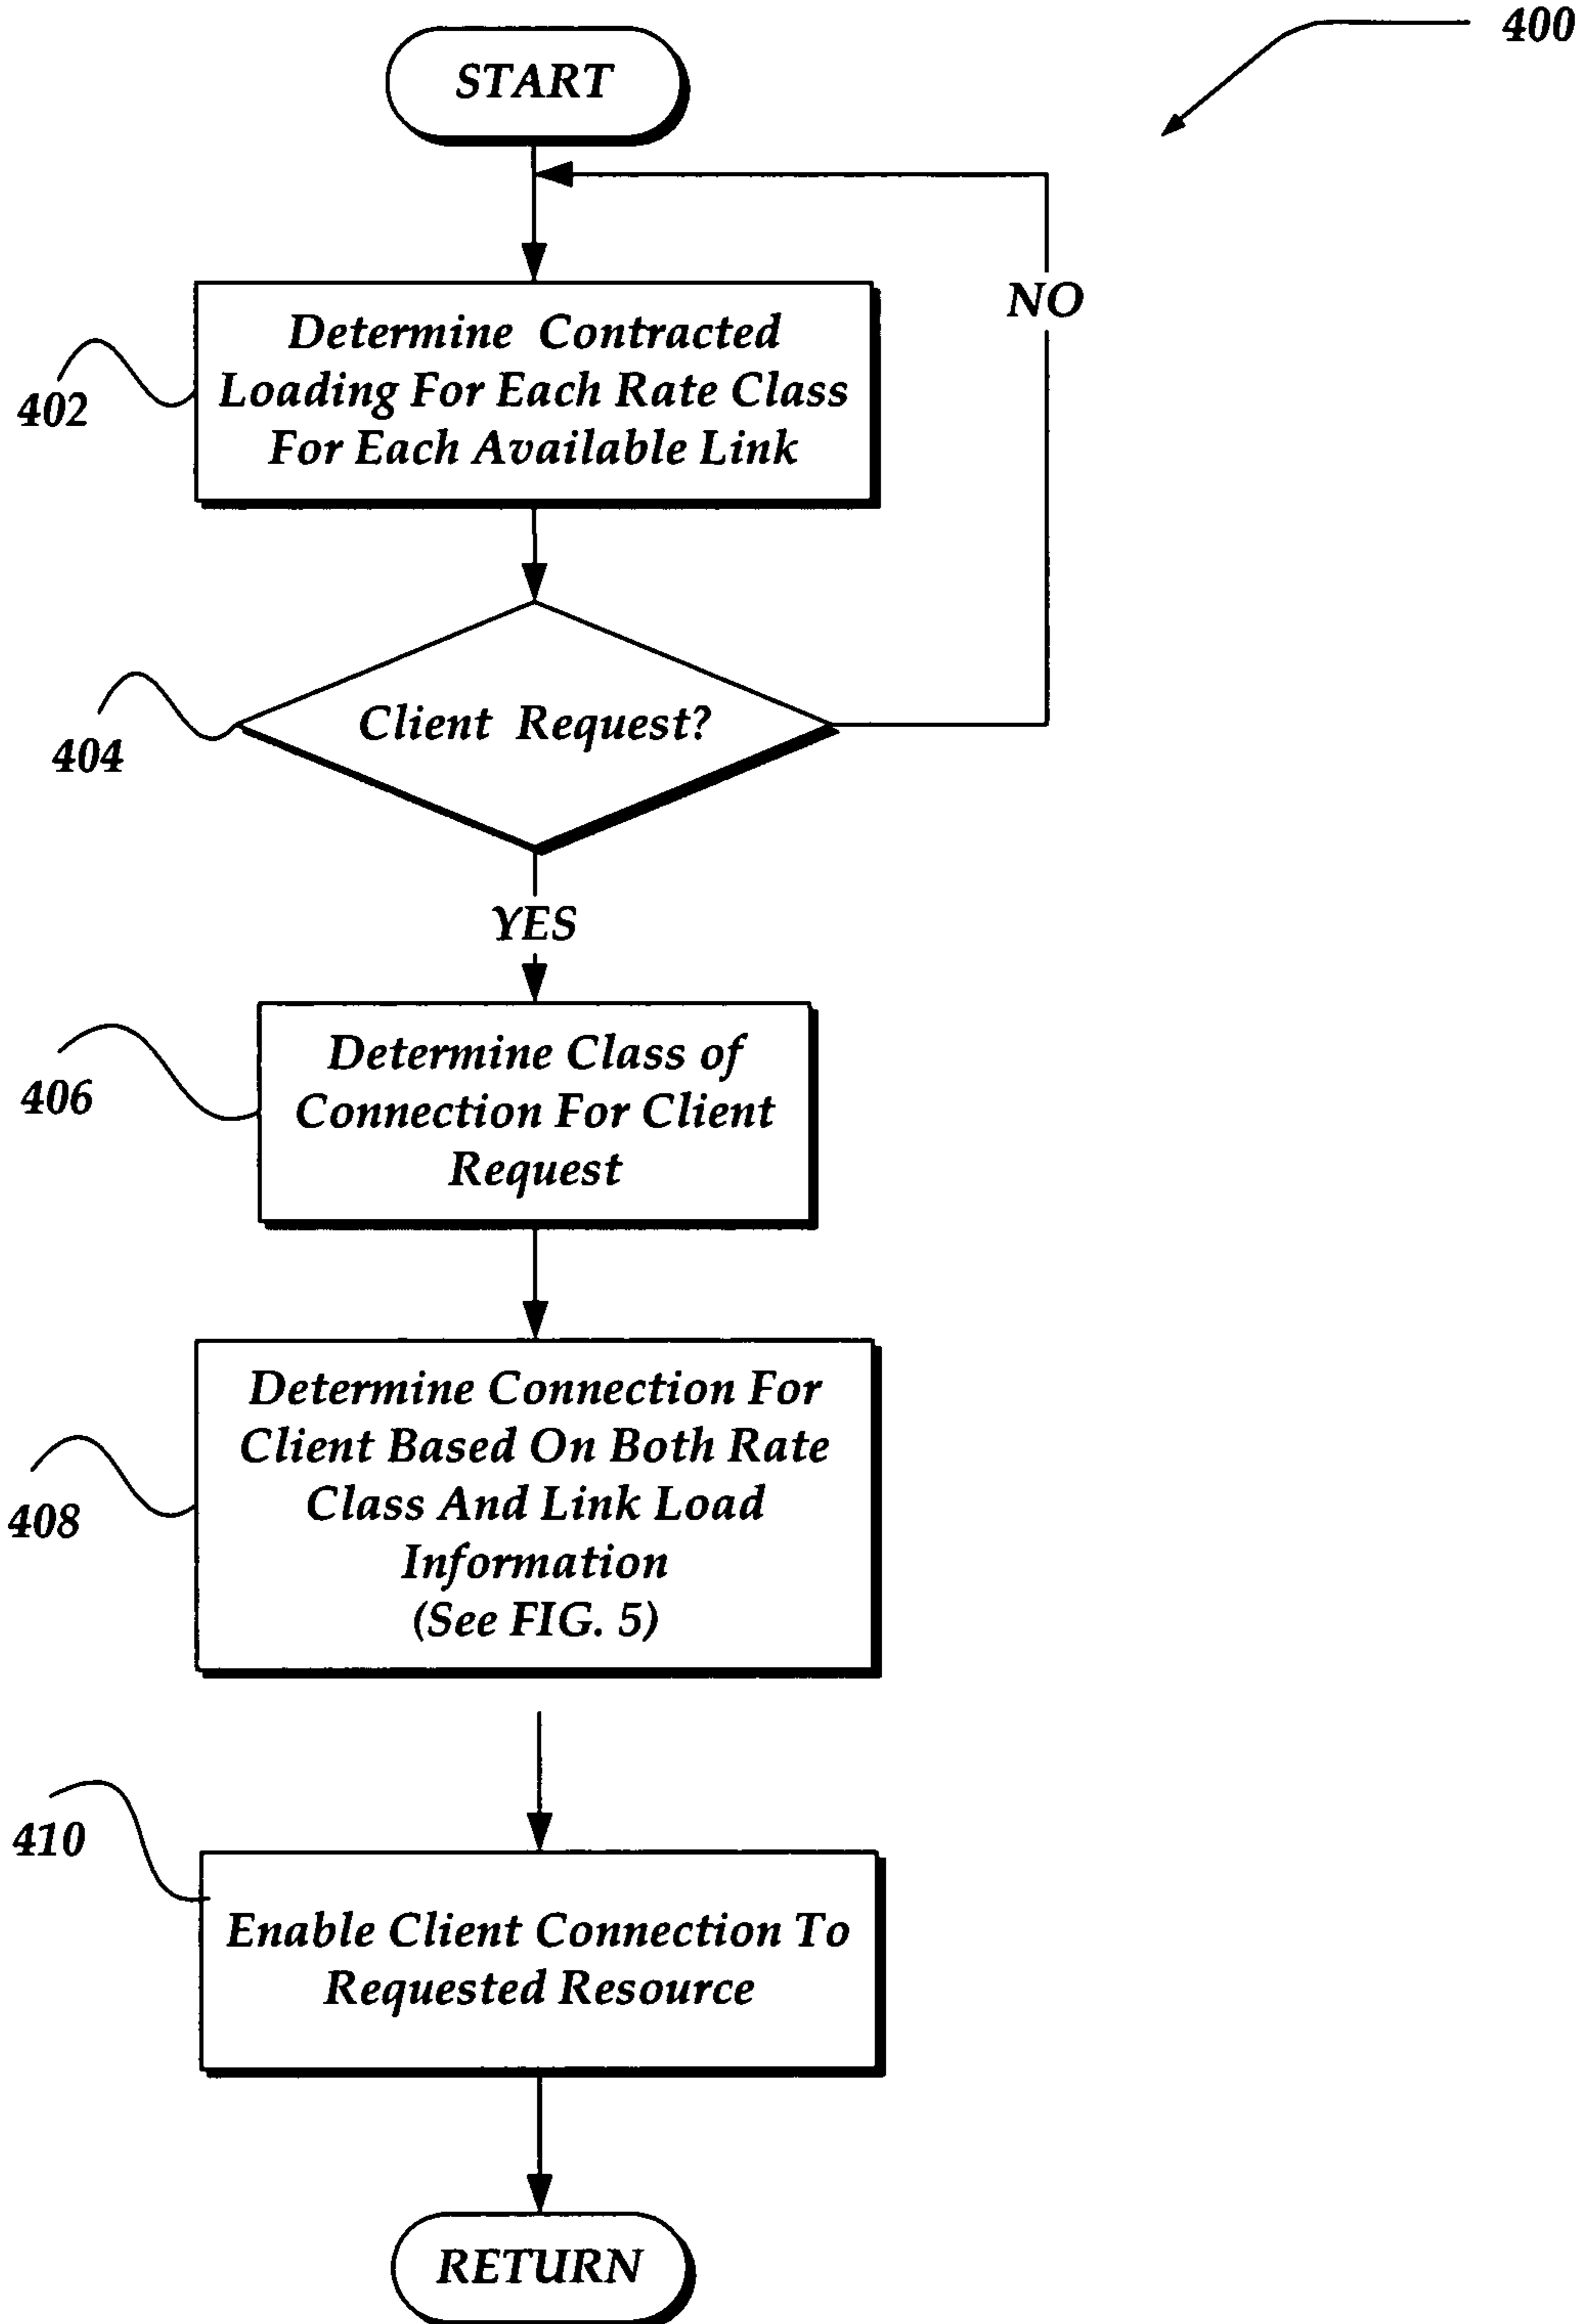 400
START
NO
Determine Contracted
Loading For Each Rate Class
For Each Available Link
402
Client Request?
404
YES
Determine Class of
Connection For Client
Request
406
Determine Connection For
Client Based On Both Rate
Class And Link Load
Information
(See FIG. 5)
408
410
Enable Client Connection To
Requested Resource
RETURN